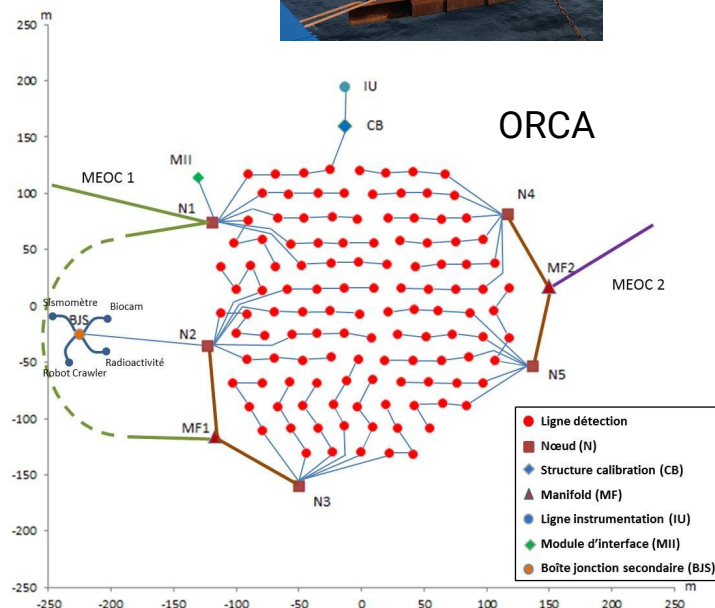 m
250
200
150
100
50
0
-50
-100
-150
-200
-250
-250
-200
-150
-100
-50
0
50
100
150
200
250
m
IU
CB
ORCA
MII
MEOC 1
N1
N4
MF2
MEOC 2
Sismomètre
BJS
Biocam
Radioactivité
Robot Crawler
N2
N5
MF1
N3
Ligne détection
Nœud (N)
Structure calibration (CB)
Manifold (MF)
Ligne instrumentation (IU)
Module d'interface (MII)
Boîte jonction secondaire (BJS)